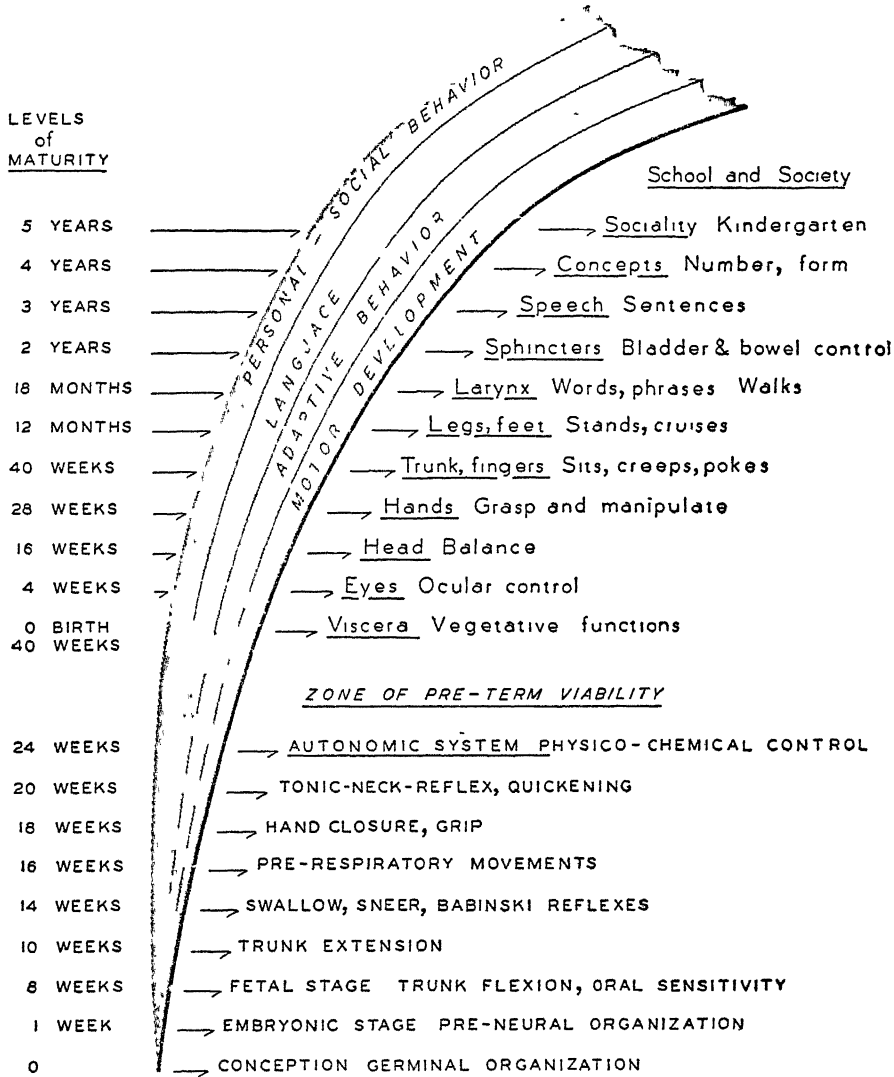 LEVELS
of
MATURITY
School and Society
5 YEARS Sociality Kindergarten
4 YEARS Concepts Number, form
3 YEARS Speech Sentences
2 YEARS Sphincters Bladder & bowel control
18 MONTHS Larynx Words, phrases Walks
12 MONTHS Legs, feet Stands, cruises
40 WEEKS Trunk, fingers Sits, creeps, pokes
28 WEEKS Hands Grasp and manipulate
16 WEEKS Head Balance
4 WEEKS Eyes Ocular control
0 BIRTH Viscera Vegetative functions
40 WEEKS
ZONE OF PRE-TERM VIABILITY
24 WEEKS AUTONOMIC SYSTEM PHYSICO-CHEMICAL CONTROL
20 WEEKS TONIC-NECK-REFLEX, QUICKENING
18 WEEKS HAND CLOSURE, GRIP
16 WEEKS PRE-RESPIRATORY MOVEMENTS
14 WEEKS SWALLOW, SNEER, BABINSKI REFLEXES
10 WEEKS TRUNK EXTENSION
8 WEEKS FETAL STAGE TRUNK FLEXION, ORAL SENSITIVITY
1 WEEK EMBRYONIC STAGE PRE-NEURAL ORGANIZATION
0 CONCEPTION GERMINAL ORGANIZATION
PERSONAL - SOCIAL BEHAVIOR
LANGUAGE
ADAPTIVE BEHAVIOR
MOTOR DEVELOPMENT